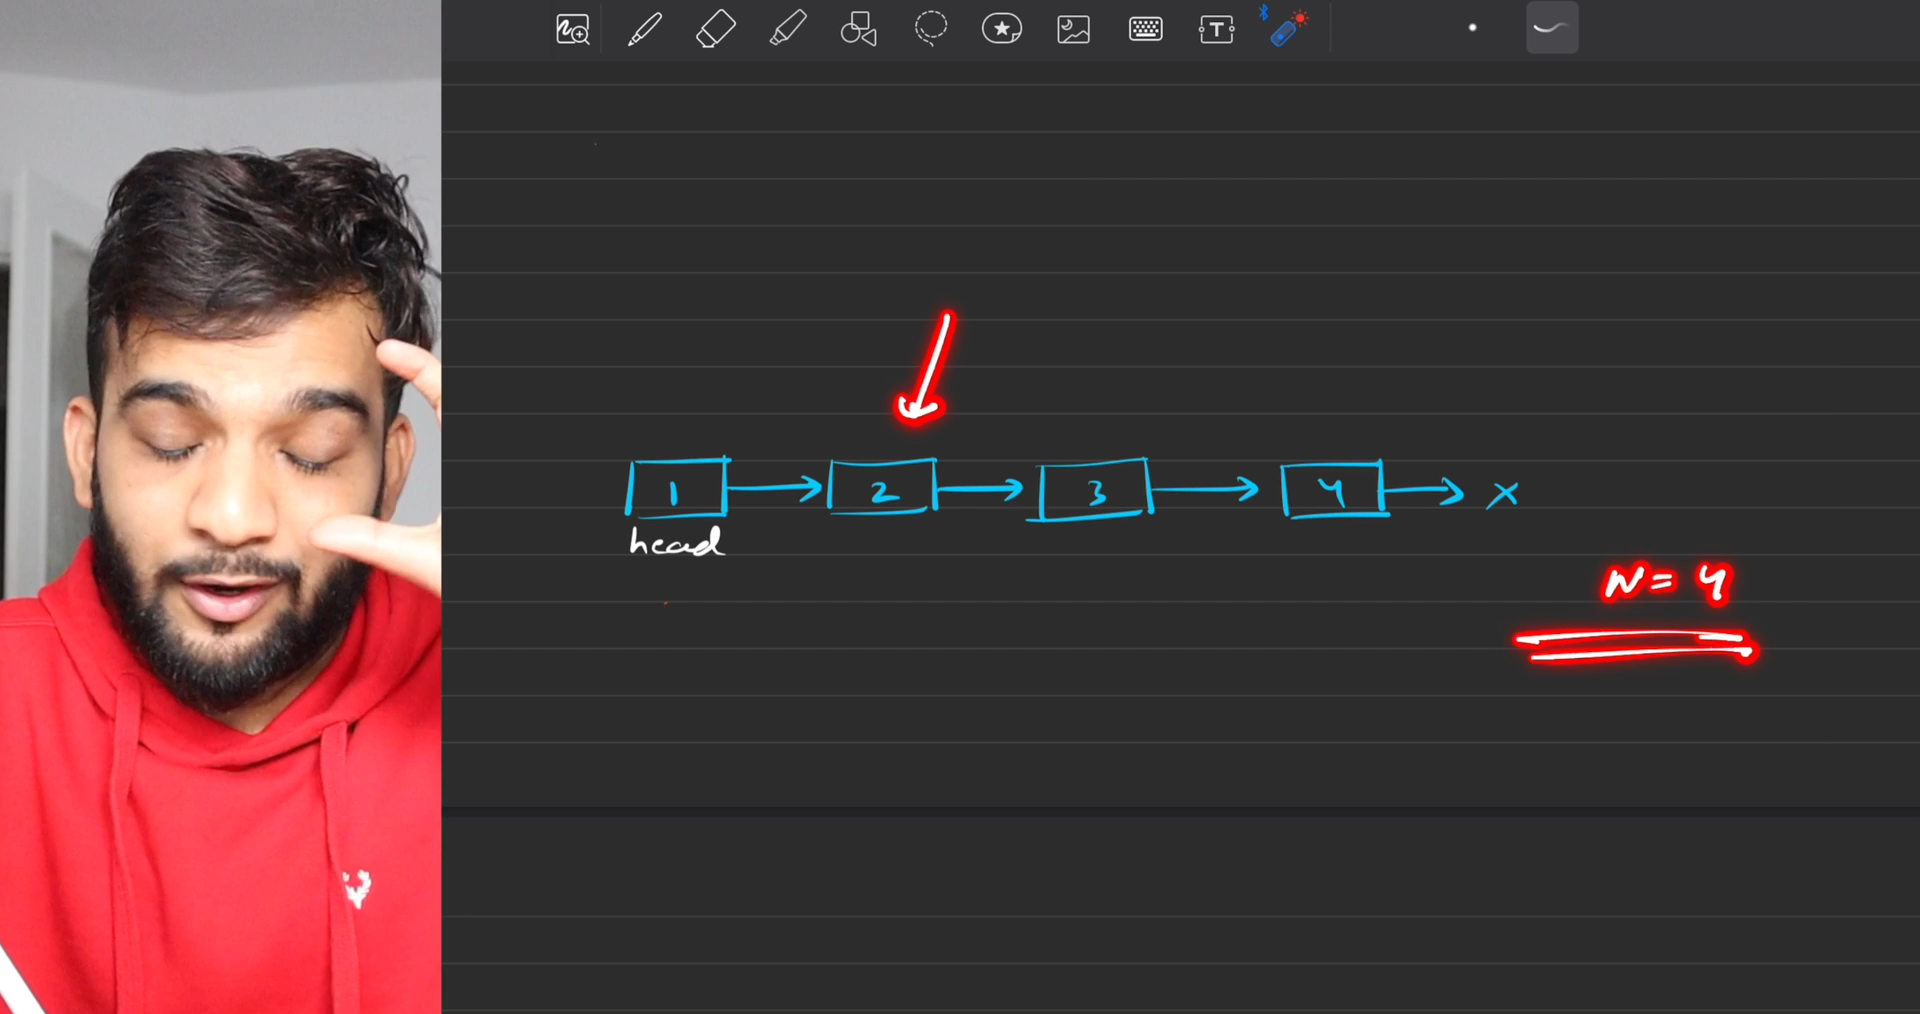 1 → 2 → 3 → 4 → x
head
N = 4